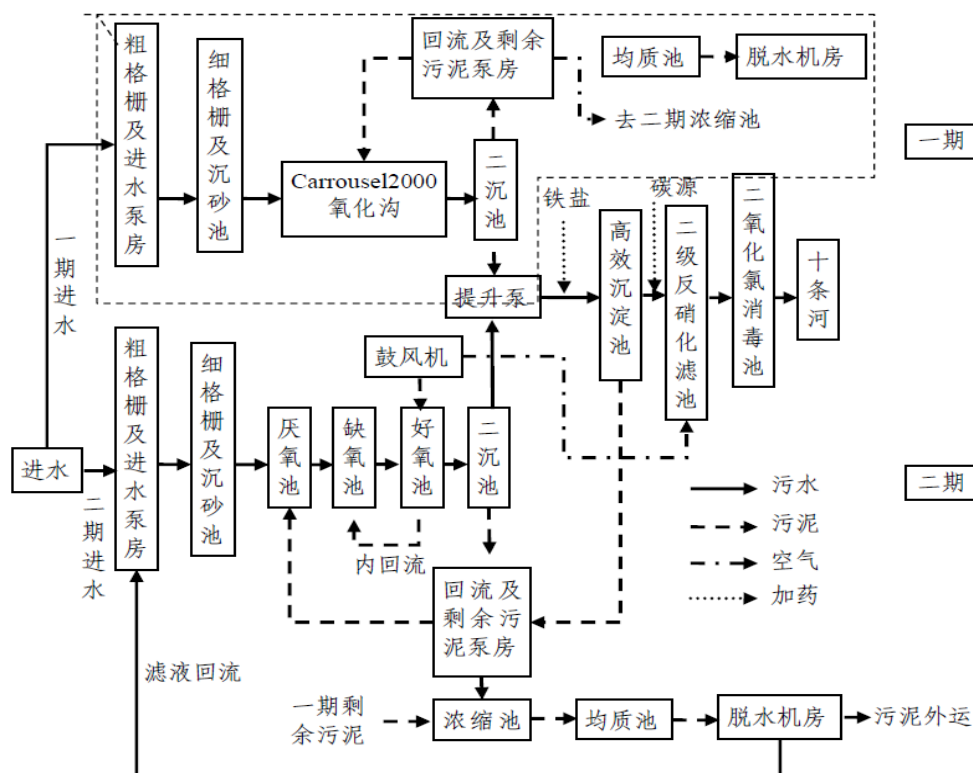 粗格栅及进水泵房
细格栅及沉砂池
回流及剩余
污泥泵房
均质池
脱水机房
去二期浓缩池
一期
Carrousel2000
氧化沟
二沉池
铁盐
碳源
高效沉淀池
二级反硝化滤池
二氧化氯消毒池
十条河
一期进水
提升泵
鼓风机
粗格栅及进水泵房
细格栅及沉砂池
厌氧池
缺氧池
好氧池
二沉池
进水
二期进水
内回流
二期
污水
污泥
空气
加药
回流及
剩余污
泥泵房
滤液回流
一期剩
余污泥
浓缩池
均质池
脱水机房
污泥外运